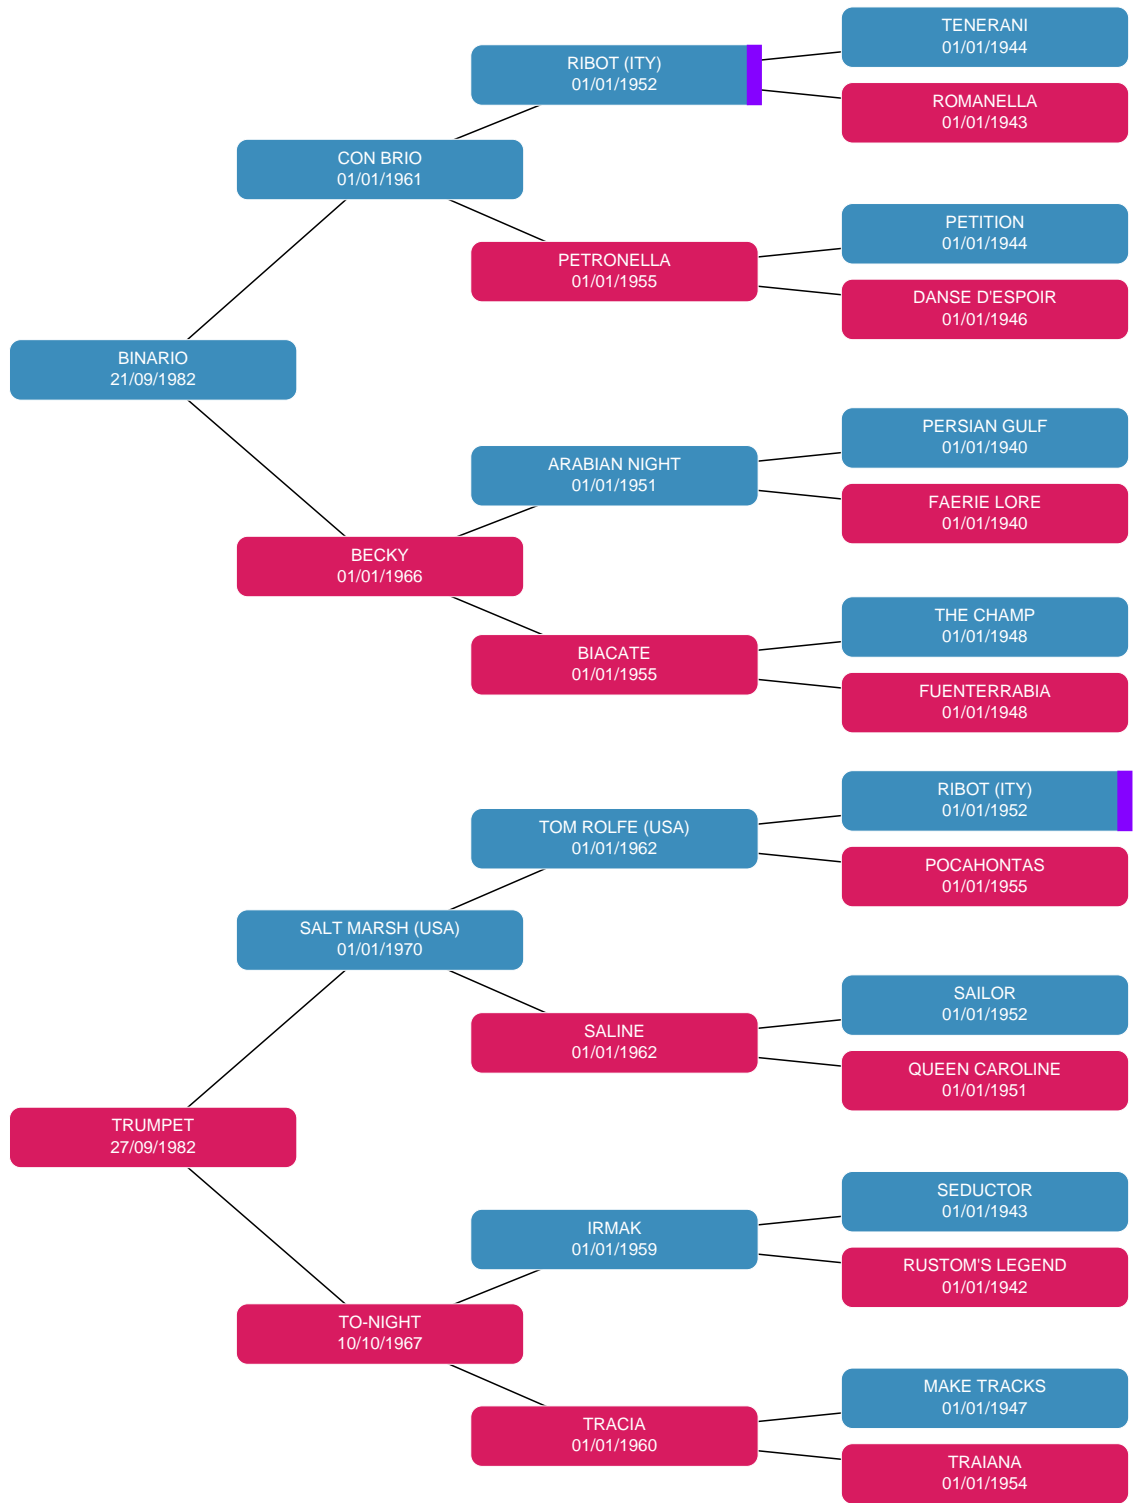 TENERANI
01/01/1944
RIBOT (ITY)
01/01/1952
ROMANELLA
01/01/1943
CON BRIO
01/01/1961
PETITION
01/01/1944
PETRONELLA
01/01/1955
DANSE D'ESPOIR
01/01/1946
BINARIO
21/09/1982
PERSIAN GULF
01/01/1940
ARABIAN NIGHT
01/01/1951
FAERIE LORE
01/01/1940
BECKY
01/01/1966
THE CHAMP
01/01/1948
BIACATE
01/01/1955
FUENTERRABIA
01/01/1948
RIBOT (ITY)
01/01/1952
TOM ROLFE (USA)
01/01/1962
POCAHONTAS
01/01/1955
SALT MARSH (USA)
01/01/1970
SAILOR
01/01/1952
SALINE
01/01/1962
QUEEN CAROLINE
01/01/1951
TRUMPET
27/09/1982
SEDUCTOR
01/01/1943
IRMAK
01/01/1959
RUSTOM'S LEGEND
01/01/1942
TO-NIGHT
10/10/1967
MAKE TRACKS
01/01/1947
TRACIA
01/01/1960
TRAIANA
01/01/1954